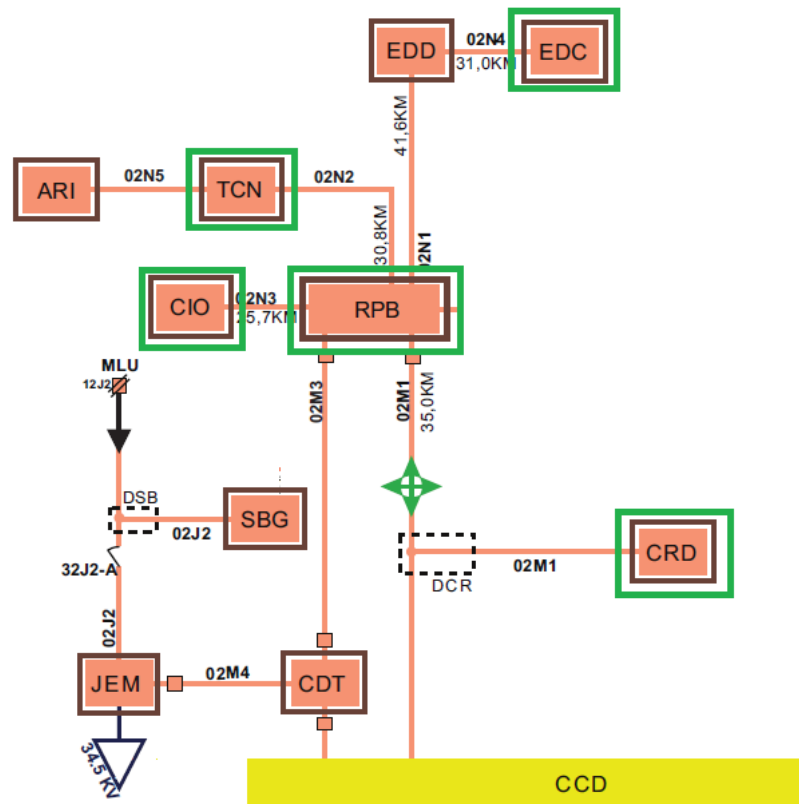 02N4
EDD
EDC
31,0KM
41,6KM
02N5
02N2
ARI
TCN
30,8KM
02N1
02N3
CIO
25,7KM
RPB
MLU
12J2
02M3
02M1
35,0KM
DSB
SBG
02J2
32J2-A
CRD
02M1
DCR
02J2
02M4
JEM
CDT
34.5 KV
CCD